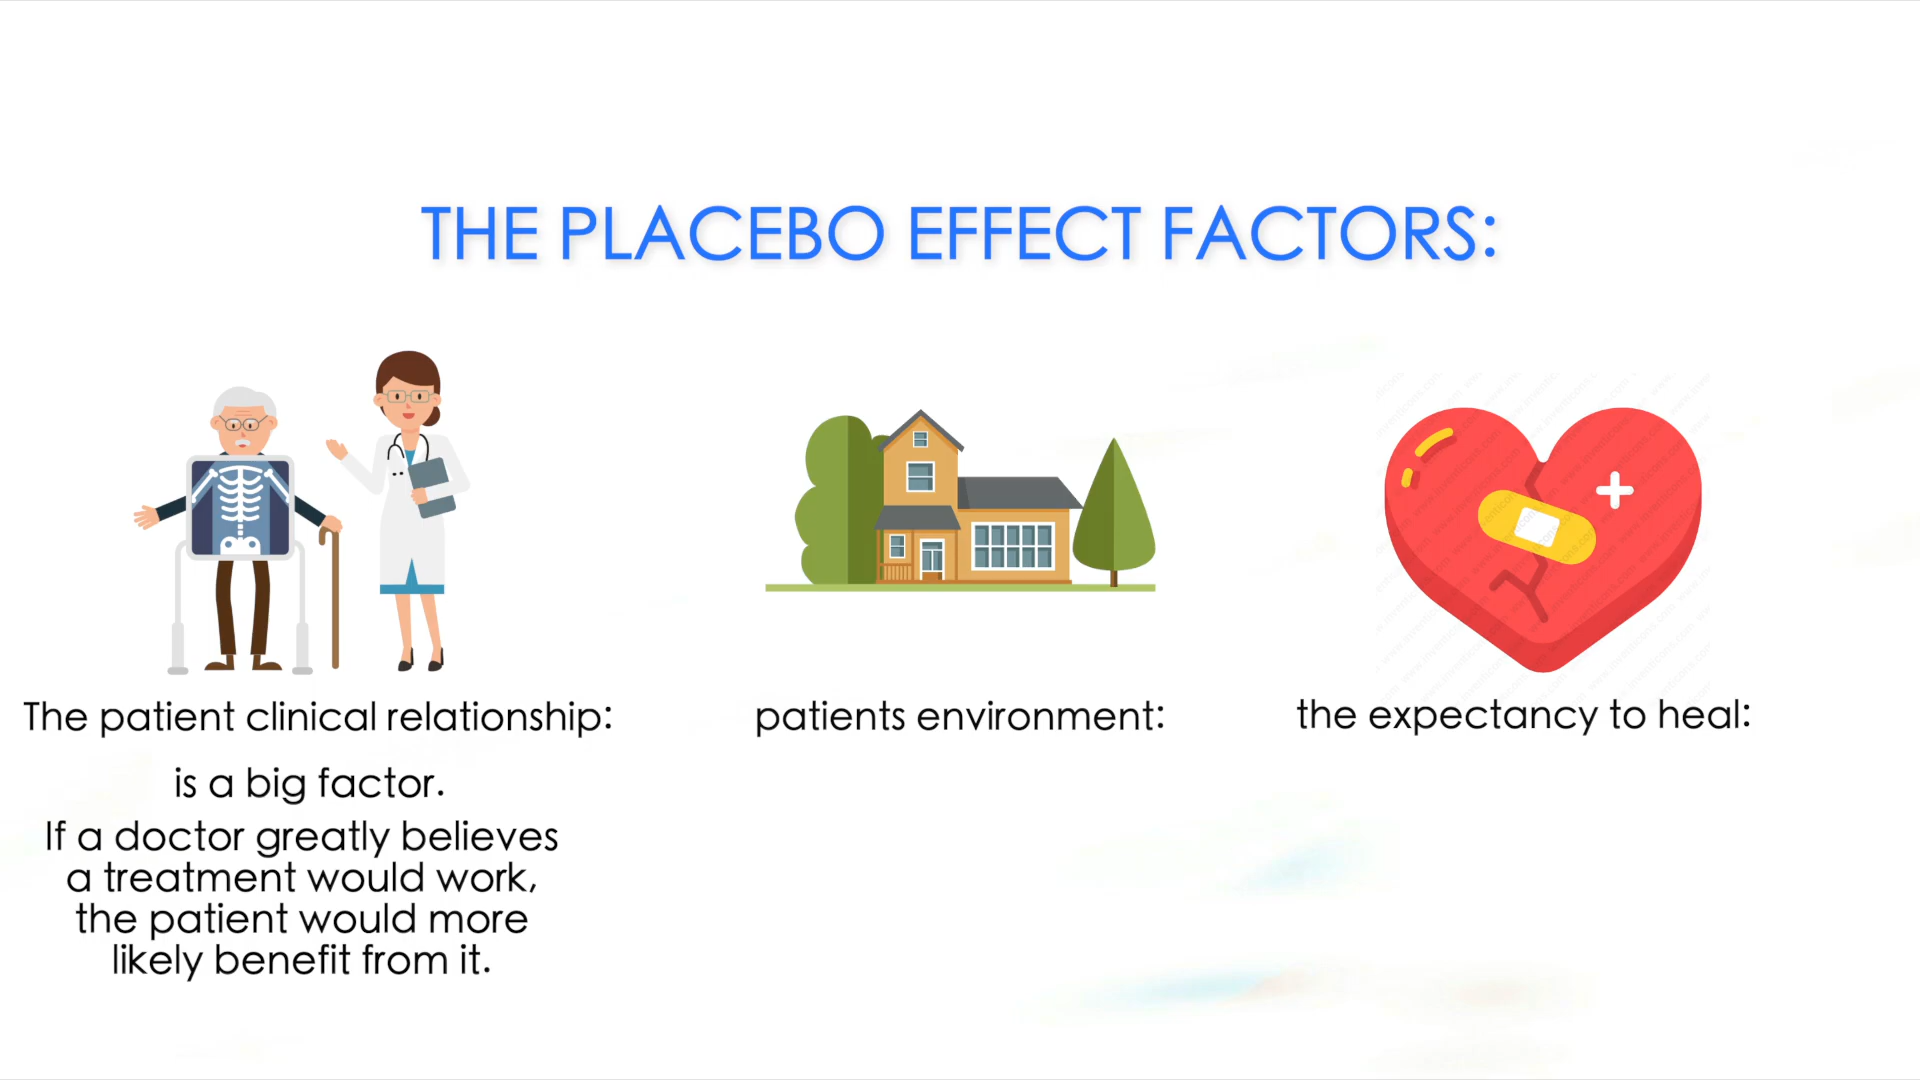 THE PLACEBO EFFECT FACTORS:
The patient clinical relationship:
is a big factor.
If a doctor greatly believes
a treatment would work,
the patient would more
likely benefit from it.
patients environment:
the expectancy to heal: